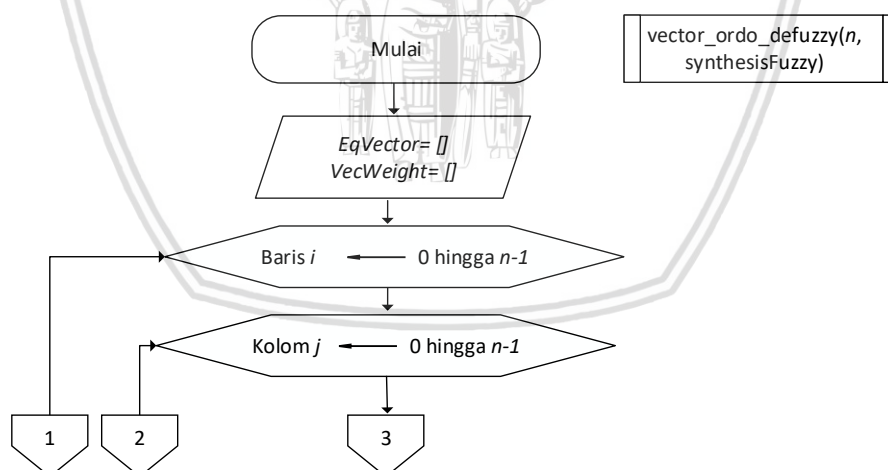 Mulai
vector_ordo_defuzzy(n,
synthesisFuzzy)
EqVector= []
VecWeight= []
Baris i 0 hingga n-1
Kolom j 0 hingga n-1
1
2
3